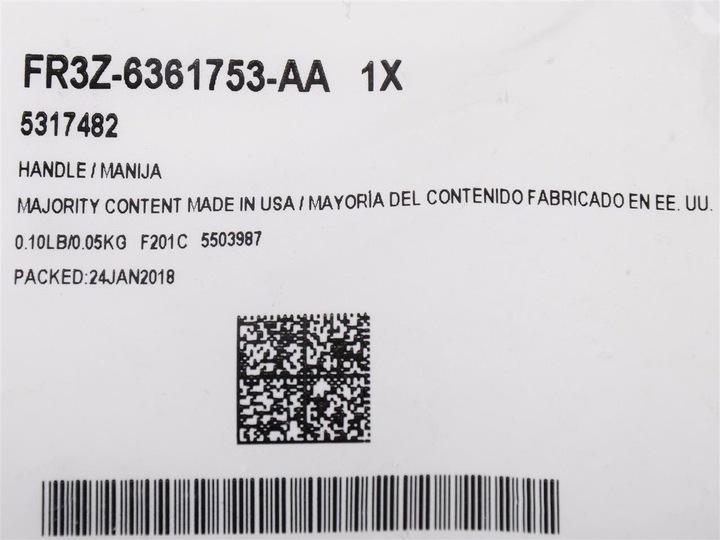 FR3Z-6361753-AA 1X
5317482
HANDLE / MANIJA
MAJORITY CONTENT MADE IN USA / MAYORÍA DEL CONTENIDO FABRICADO EN EE. UU.
0.10LB/0.05KG F201C 5503987
PACKED:24JAN2018